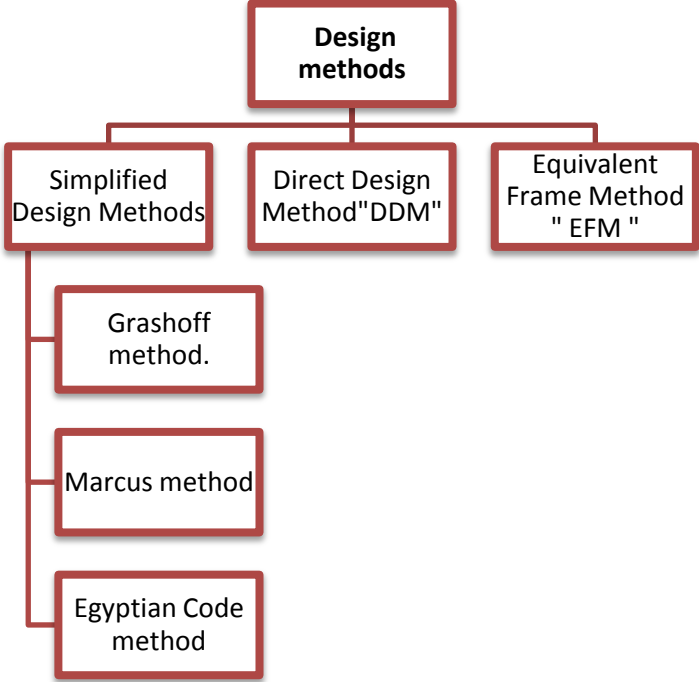 Design
methods
Simplified
Design Methods
Direct Design
Method"DDM"
Equivalent
Frame Method
" EFM "
Grashoff
method.
Marcus method
Egyptian Code
method